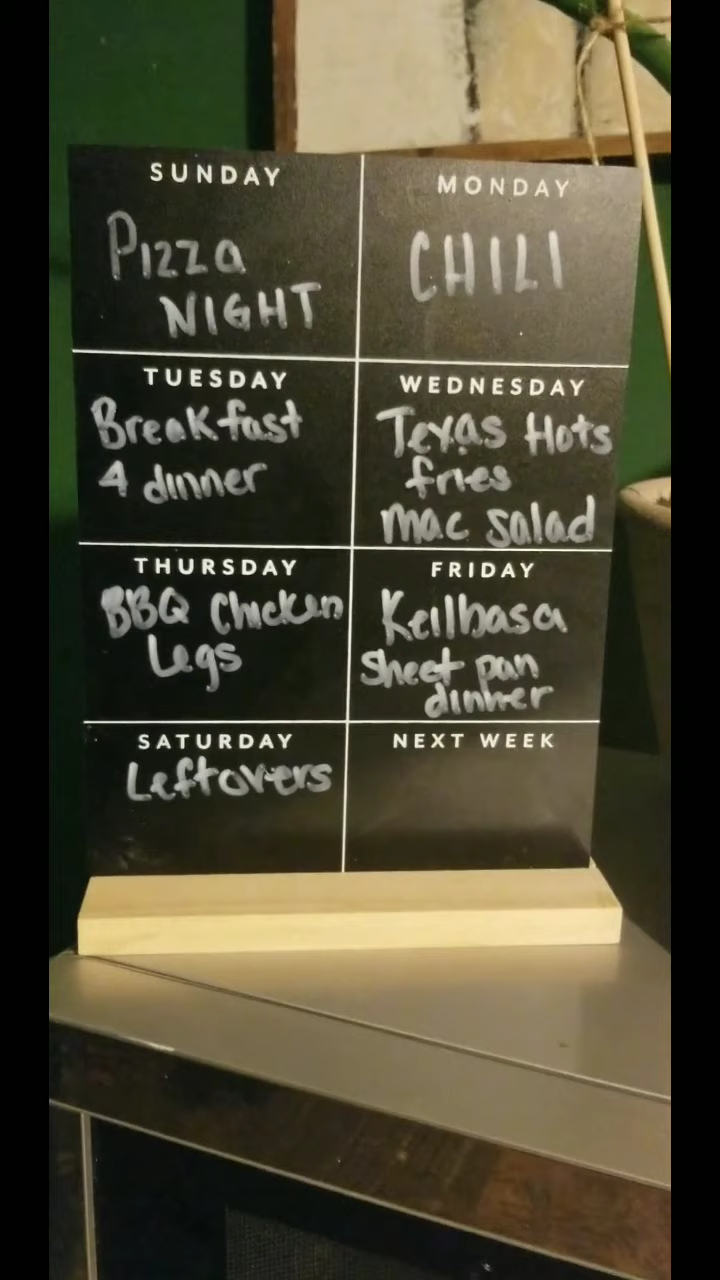 SUNDAY
Pizza
NIGHT
MONDAY
CHILI
TUESDAY
Breakfast
4 dinner
WEDNESDAY
Texas Hots
fries
mac salad
THURSDAY
BBQ Chicken
Legs
FRIDAY
Keilbasa
Sheet pan
dinner
SATURDAY
Leftovers
NEXT WEEK